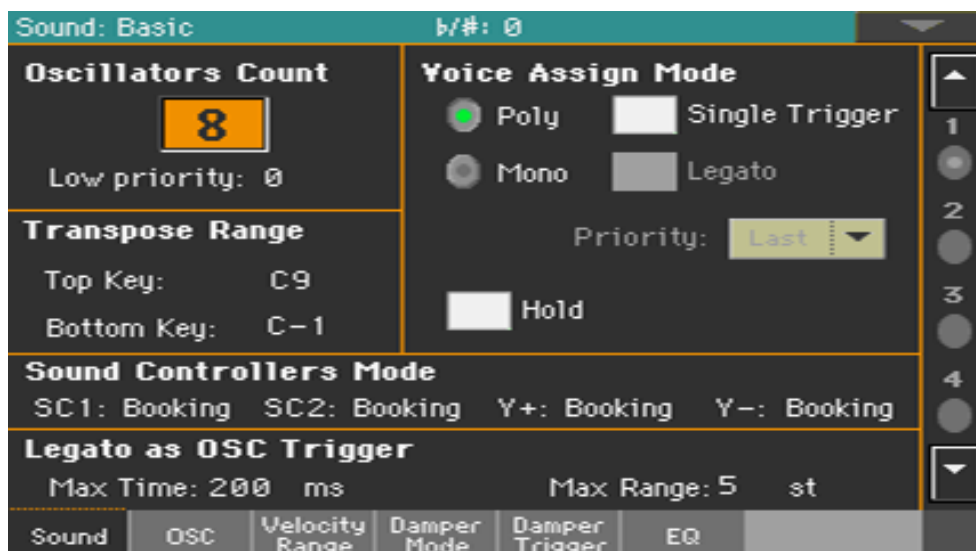 Sound: Basic
♭/#: 0
Oscillators Count
8
Low priority: 0
Transpose Range
Top Key: C9
Bottom Key: C-1
Voice Assign Mode
Poly Single Trigger
Mono Legato
Priority: Last
Hold
Sound Controllers Mode
SC1: Booking SC2: Booking Y+: Booking Y-: Booking
Legato as OSC Trigger
Max Time: 200 ms Max Range: 5 st
1
2
3
4
Sound
OSC
Velocity
Range
Damper
Mode
Damper
Trigger
EQ